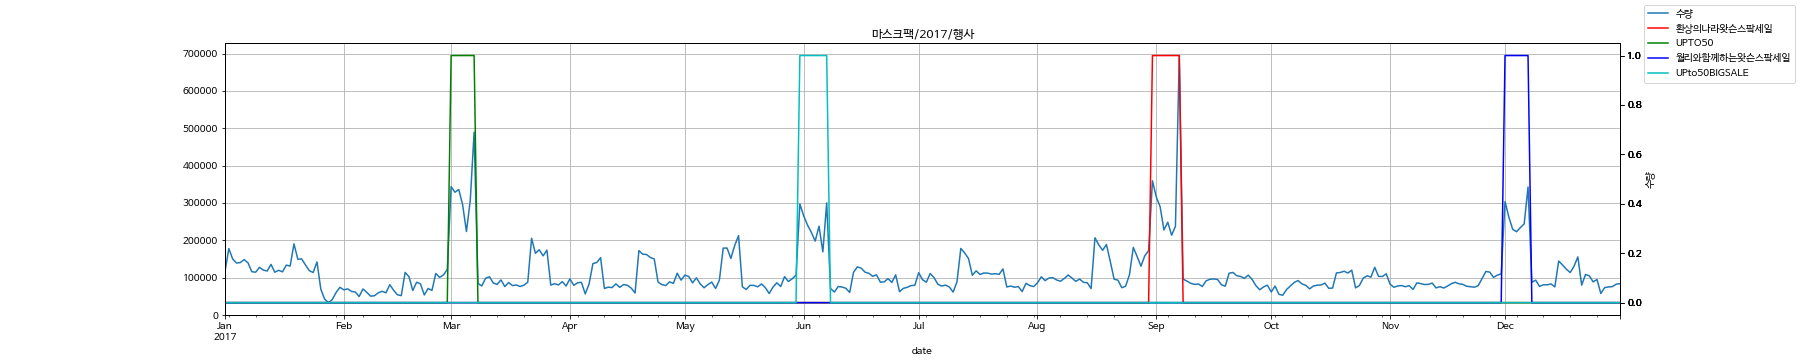 마스크팩/2017/행사
수량
환상의나라왓슨스팤세일
UPTO50
월리와함께하는왓슨스팤세일
UPto50BIGSALE
700000
600000
500000
400000
300000
200000
100000
0
1.0
0.8
0.6
0.4
0.2
0.0
수량
Jan Feb Mar Apr May Jun Jul Aug Sep Oct Nov Dec
2017
date